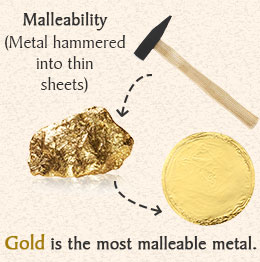 Malleability
(Metal hammered
into thin
sheets)
Gold is the most malleable metal.